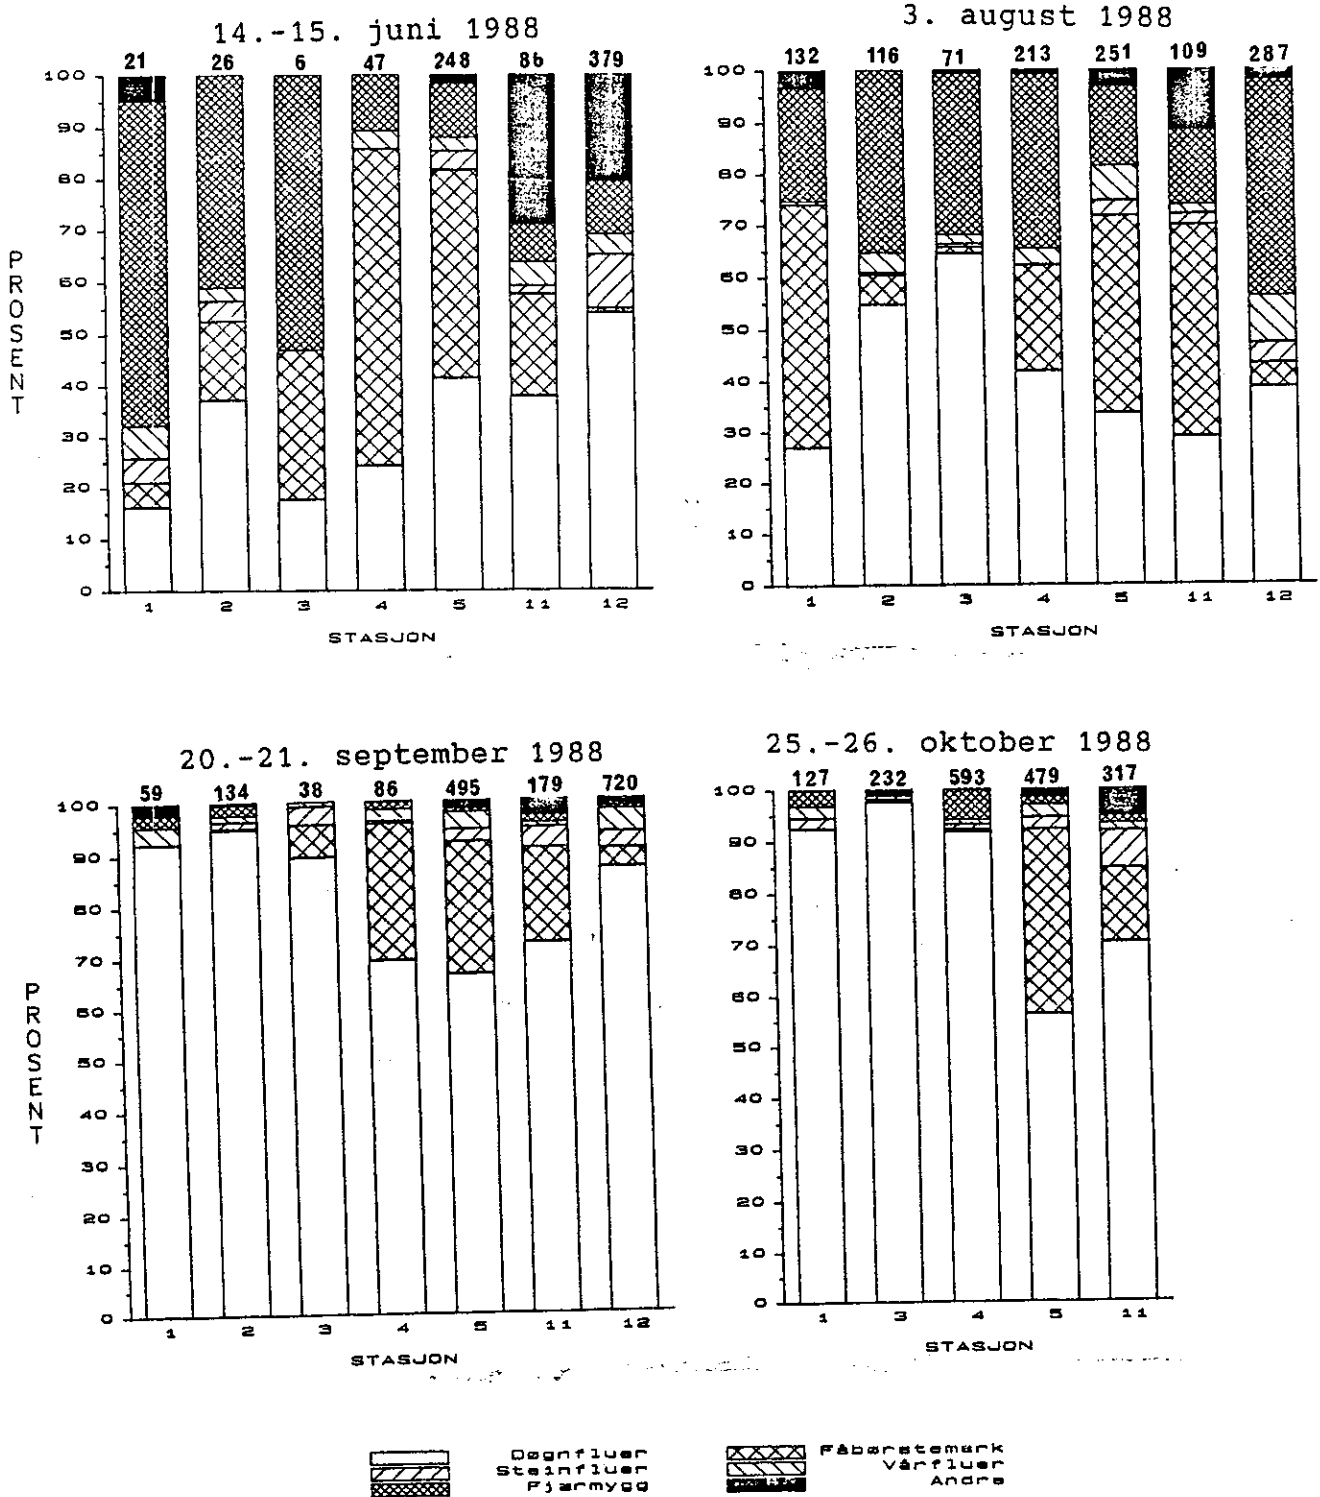 14.-15. juni 1988
21 26 6 47 248 86 379
100
90
80
70
60
50
40
30
20
10
0
PROSENT
1 2 3 4 5 11 12
STASJON
3. august 1988
132 116 71 213 251 109 287
100
90
80
70
60
50
40
30
20
10
0
1 2 3 4 5 11 12
STASJON
20.-21. september 1988
59 134 38 86 495 179 720
100
90
80
70
60
50
40
30
20
10
0
PROSENT
1 2 3 4 5 11 12
STASJON
25.-26. oktober 1988
127 232 593 479 317
100
90
80
70
60
50
40
30
20
10
0
1 3 4 5 11
STASJON
Døgnfluer
Steinfluer
Fjærmygg
Fåbørstemark
Vårfluer
Andre